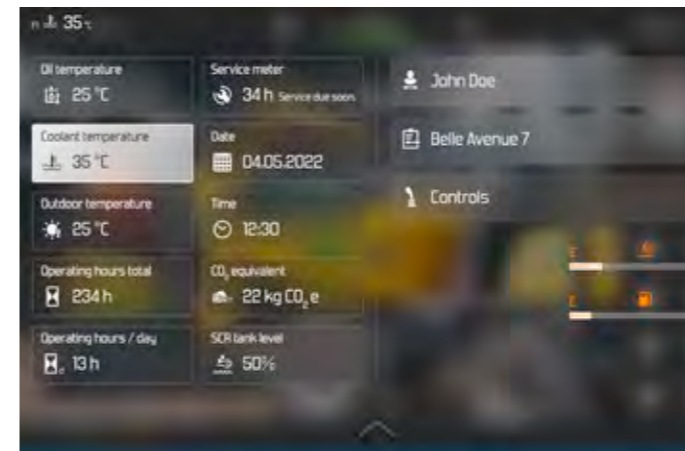 35 °C
Oil temperature
25 °C
Service meter
34 h Service due soon
John Doe
Coolant temperature
35 °C
Date
04.05.2022
Belle Avenue 7
Outdoor temperature
25 °C
Time
12:30
Controls
Operating hours total
234 h
CO₂ equivalent
22 kg CO₂e
E
Operating hours / day
13 h
SCR tank level
50%
E